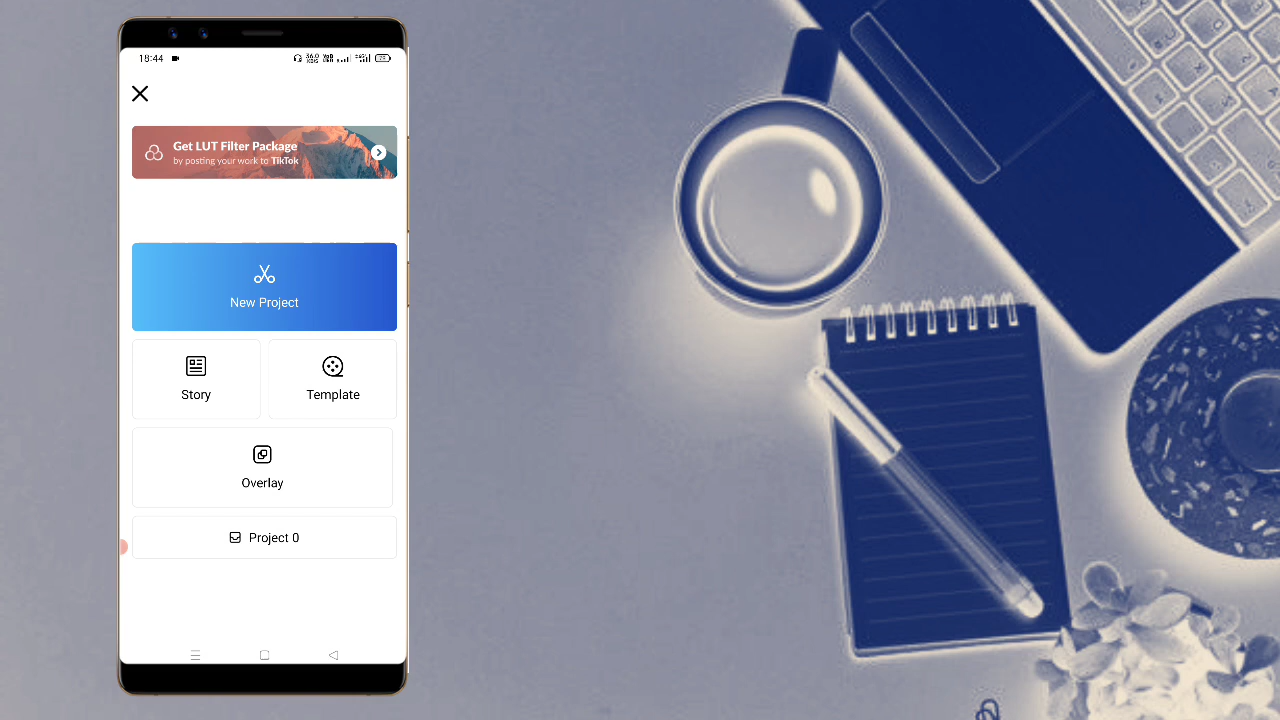 18:44
Get LUT Filter Package
by posting your work to TikTok
New Project
Story
Template
Overlay
Project 0